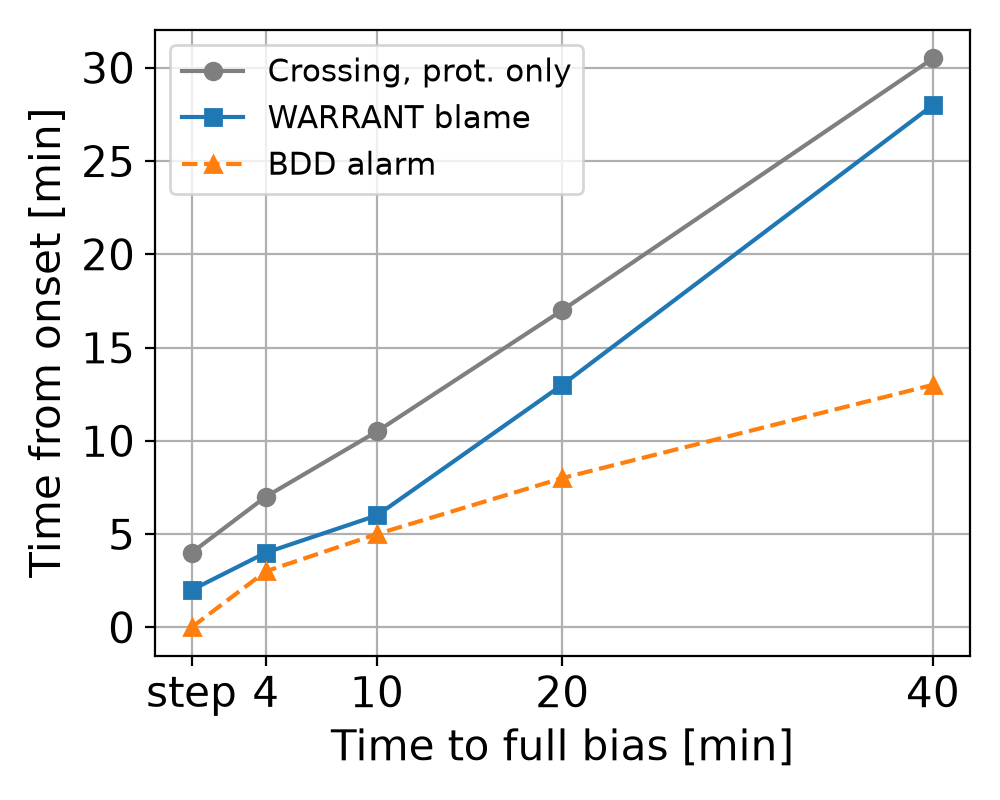 Crossing, prot. only
WARRANT blame
BDD alarm
Time from onset [min]
30
25
20
15
10
5
0
step 4 10 20 40
Time to full bias [min]